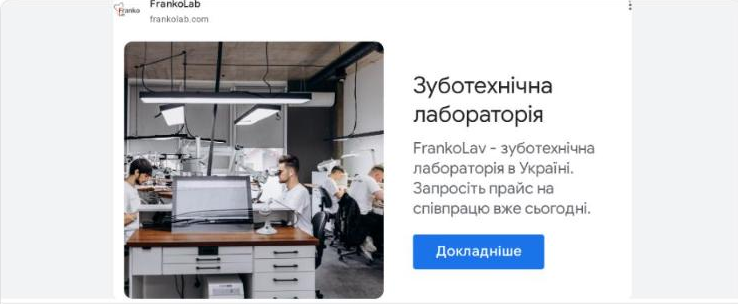 FrankoLab
Franko
frankolab.com
Зуботехнічна
лабораторія
FrankoLav - зуботехнічна
лабораторія в Україні.
Запросіть прайс на
співпрацю вже сьогодні.
Докладніше